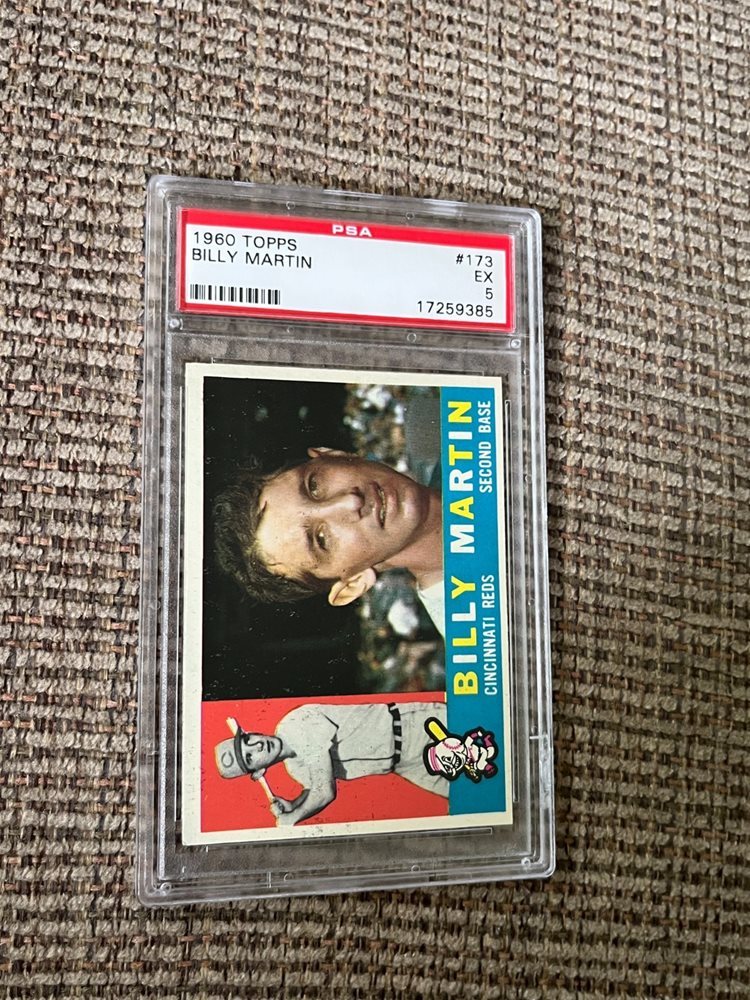 PSA
1960 TOPPS #173
BILLY MARTIN EX
5
17259385
BILLY MARTIN
CINCINNATI REDS SECOND BASE
C